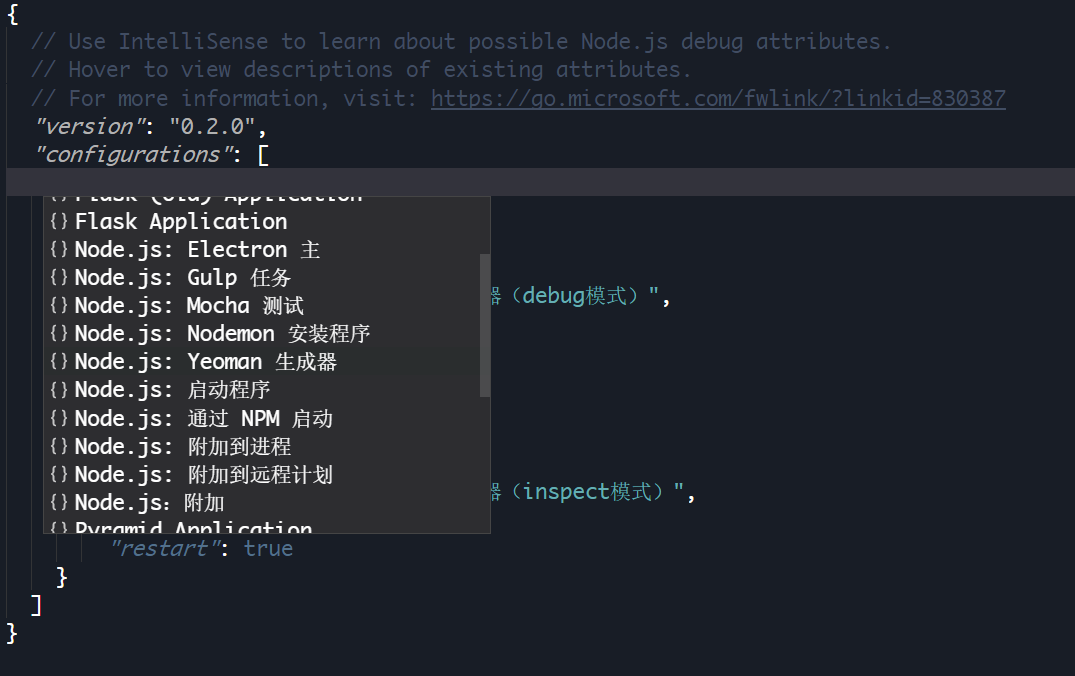 {
// Use IntelliSense to learn about possible Node.js debug attributes.
// Hover to view descriptions of existing attributes.
// For more information, visit: https://go.microsoft.com/fwlink/?linkid=830387
"version": "0.2.0",
"configurations": [
{} Flask (Old) Application
{} Flask Application
{} Node.js: Electron 主
{} Node.js: Gulp 任务
器（debug模式）",
{} Node.js: Mocha 测试
{} Node.js: Nodemon 安装程序
{} Node.js: Yeoman 生成器
{} Node.js: 启动程序
{} Node.js: 通过 NPM 启动
{} Node.js: 附加到进程
{} Node.js: 附加到远程计划
器（inspect模式）",
{} Node.js：附加
{} Pyramid Application
"restart": true
}
]
}